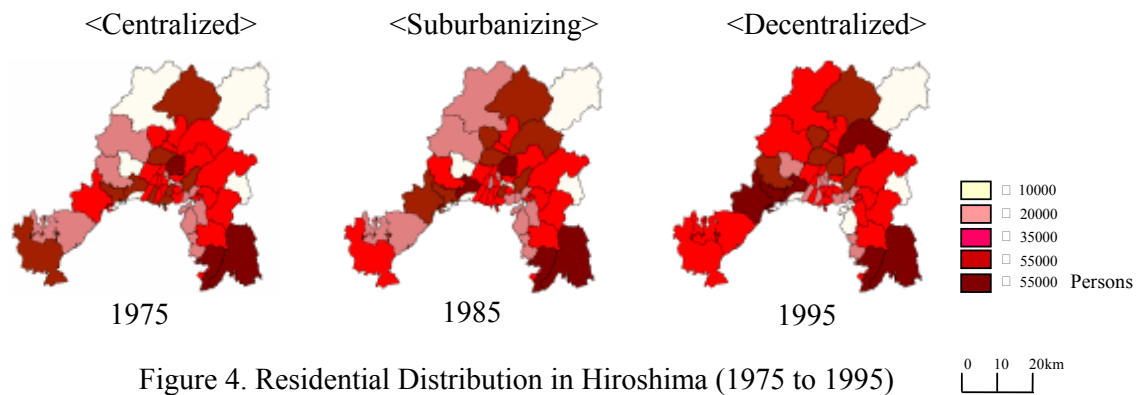 <Centralized> <Suburbanizing> <Decentralized>
□ 10000
□ 20000
□ 35000
□ 55000
□ 55000 Persons
1975 1985 1995
Figure 4. Residential Distribution in Hiroshima (1975 to 1995)
0 10 20km